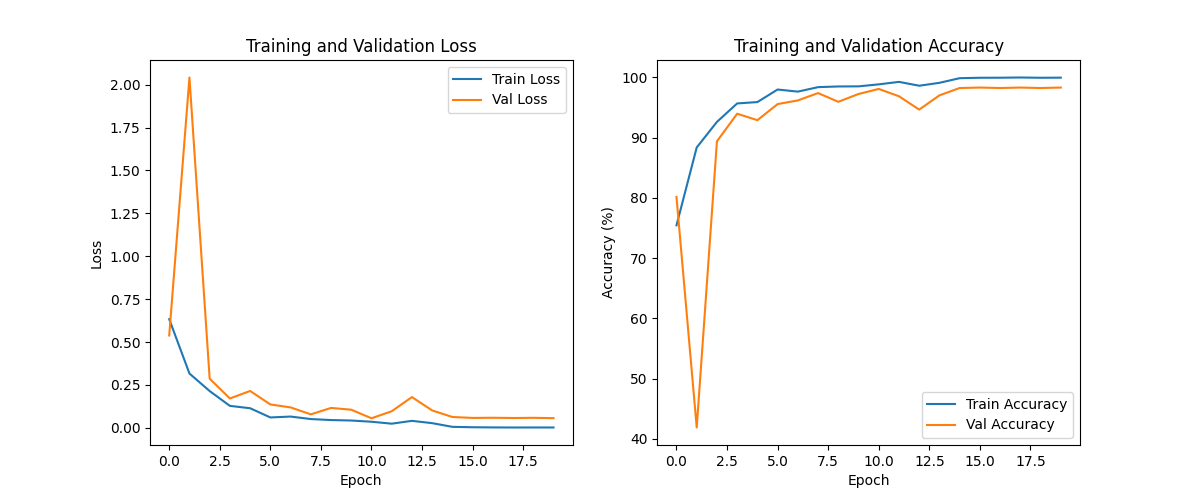 Training and Validation Loss
Train Loss
Val Loss
2.00
1.75
1.50
1.25
1.00
0.75
0.50
0.25
0.00
Loss
0.0 2.5 5.0 7.5 10.0 12.5 15.0 17.5
Epoch
Training and Validation Accuracy
100
90
80
70
60
50
40
Accuracy (%)
Train Accuracy
Val Accuracy
0.0 2.5 5.0 7.5 10.0 12.5 15.0 17.5
Epoch